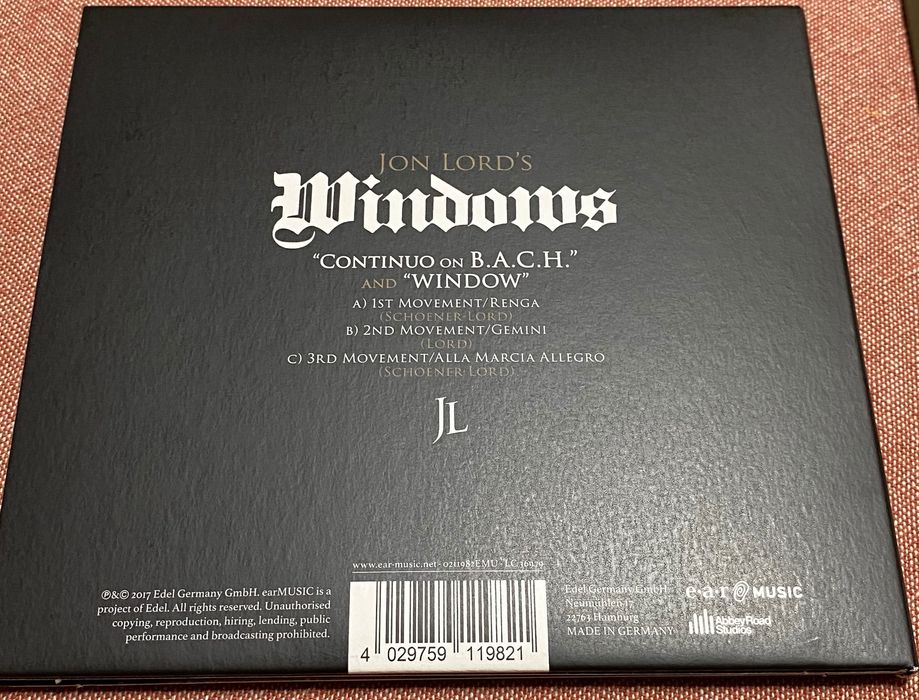 JON LORD'S
Windows
"CONTINUO ON B.A.C.H."
AND "WINDOW"
A) 1ST MOVEMENT/RENGA
(SCHOENER-LORD)
B) 2ND MOVEMENT/GEMINI
(LORD)
C) 3RD MOVEMENT/ALLA MARCIA ALLEGRO
(SCHOENER-LORD)
JL
www.ear-music.net - 0211982EMU - LC
℗&© 2017 Edel Germany GmbH. earMUSIC is a
project of Edel. All rights reserved. Unauthorised
copying, reproduction, hiring, lending, public
performance and broadcasting prohibited.
4 029759 119821
Edel Germany GmbH
Neumühlen 17
22763 Hamburg
MADE IN GERMANY
e·a·r MUSIC
AbbeyRoad
Studios